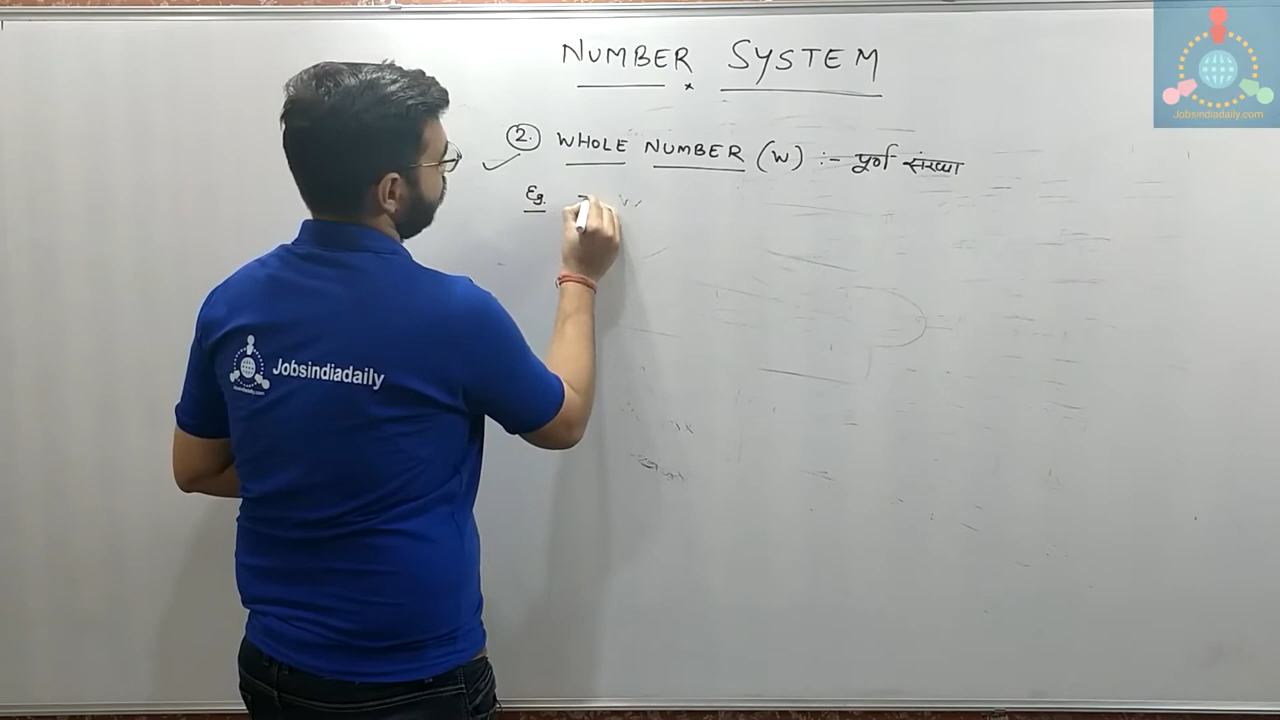 NUMBER SYSTEM
2. WHOLE NUMBER (W) :- पूर्ण संख्या
Eg.
Jobsindiadaily
Jobsindiadaily.com